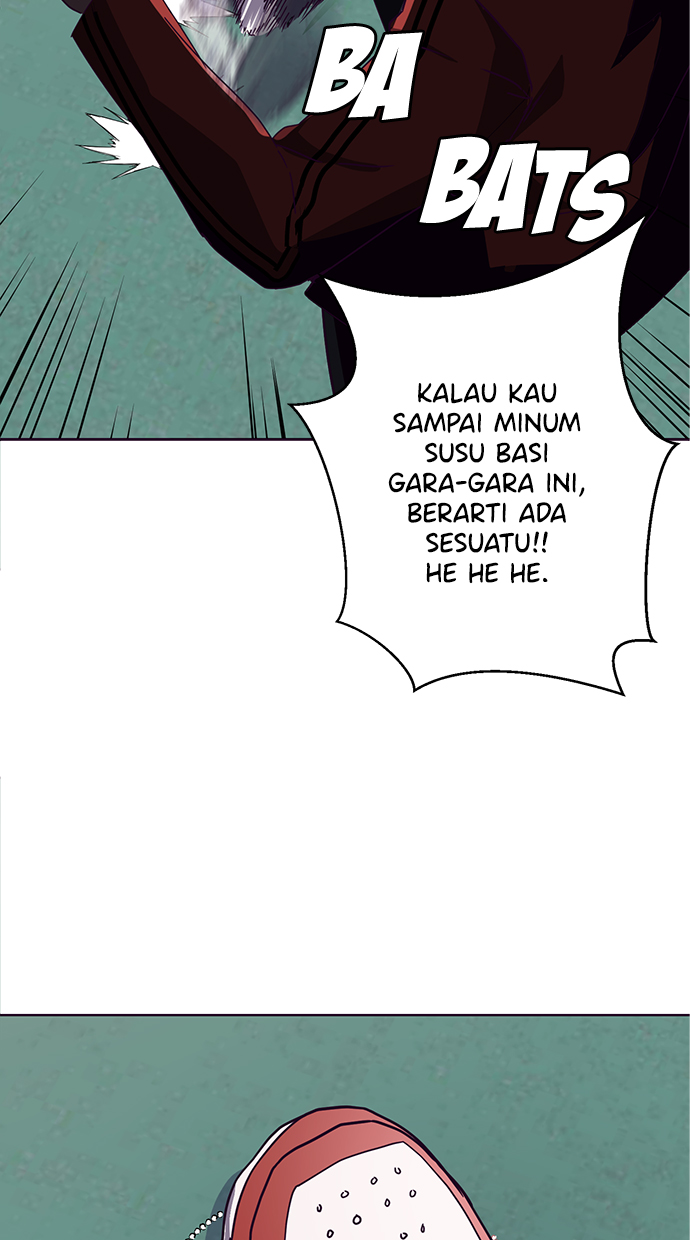 BA
BATS
KALAU KAU
SAMPAI MINUM
SUSU BASI
GARA-GARA INI,
BERARTI ADA
SESUATU!!
HE HE HE.